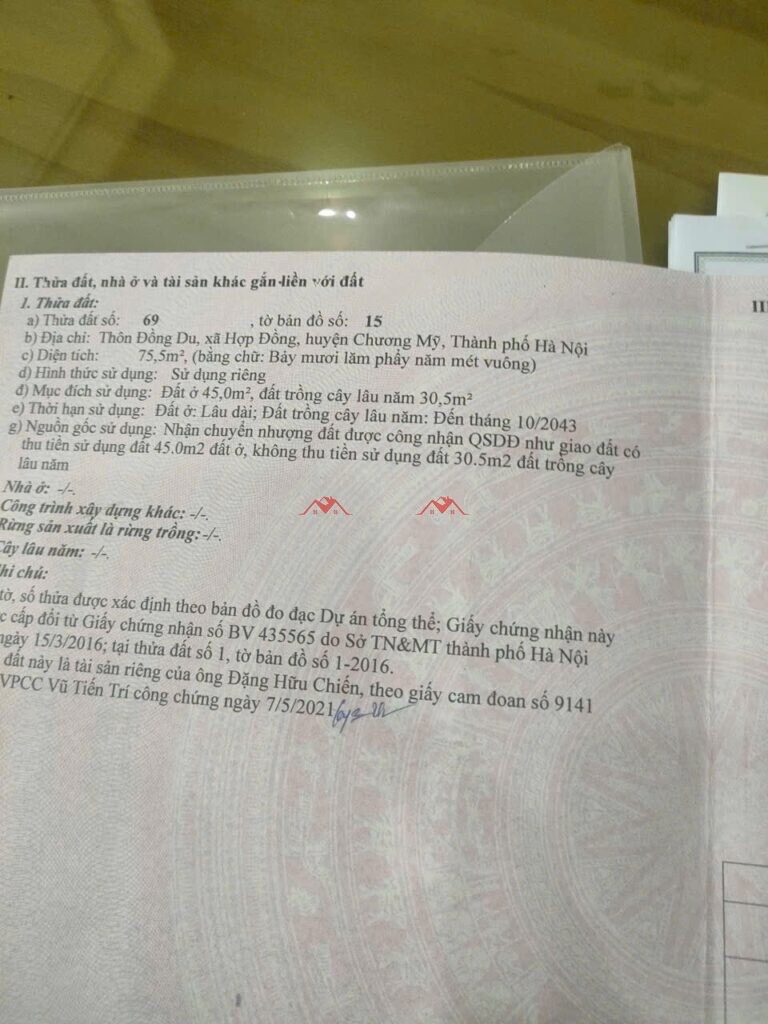 II. Thửa đất, nhà ở và tài sản khác gắn liền với đất
1. Thửa đất:
a) Thửa đất số: 69 , tờ bản đồ số: 15
b) Địa chỉ: Thôn Đồng Du, xã Hợp Đồng, huyện Chương Mỹ, Thành phố Hà Nội
c) Diện tích: 75,5m², (bằng chữ: Bảy mươi lăm phẩy năm mét vuông)
d) Hình thức sử dụng: Sử dụng riêng
đ) Mục đích sử dụng: Đất ở 45,0m², đất trồng cây lâu năm 30,5m²
e) Thời hạn sử dụng: Đất ở: Lâu dài; Đất trồng cây lâu năm: Đến tháng 10/2043
g) Nguồn gốc sử dụng: Nhận chuyển nhượng đất được công nhận QSDĐ như giao đất có
thu tiền sử dụng đất 45.0m2 đất ở, không thu tiền sử dụng đất 30.5m2 đất trồng cây
lâu năm
Nhà ở: -/-.
Công trình xây dựng khác: -/-.
Rừng sản xuất là rừng trồng: -/-.
Cây lâu năm: -/-.
hi chú:
tờ, số thửa được xác định theo bản đồ đo đạc Dự án tổng thể; Giấy chứng nhận này
c cấp đổi từ Giấy chứng nhận số BV 435565 do Sở TN&MT thành phố Hà Nội
ngày 15/3/2016; tại thửa đất số 1, tờ bản đồ số 1-2016.
đất này là tài sản riêng của ông Đặng Hữu Chiến, theo giấy cam đoan số 9141
VPCC Vũ Tiến Trí công chứng ngày 7/5/2021
III